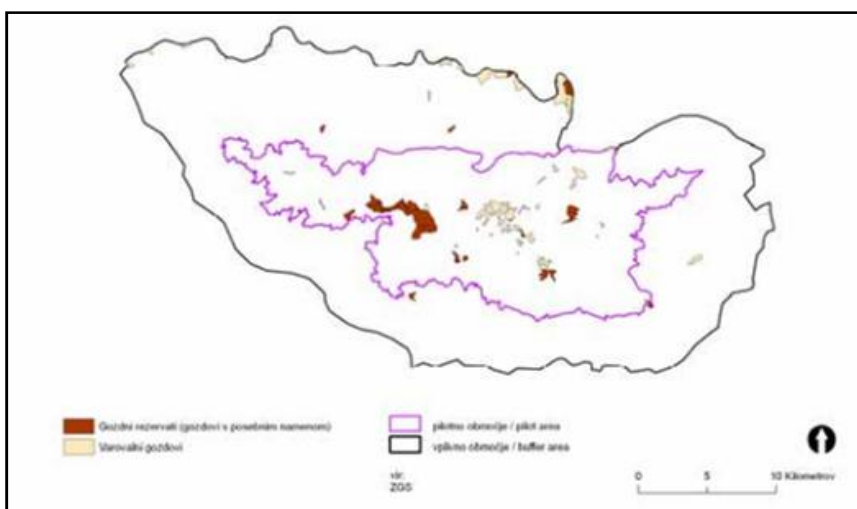 Gozdni rezervati (gozdovi s posebnim namenom)
Varovalni gozdovi
pilotno območje / pilot area
vplivno območje / buffer area
vir:
ZGS
0 5 10 Kilometrov